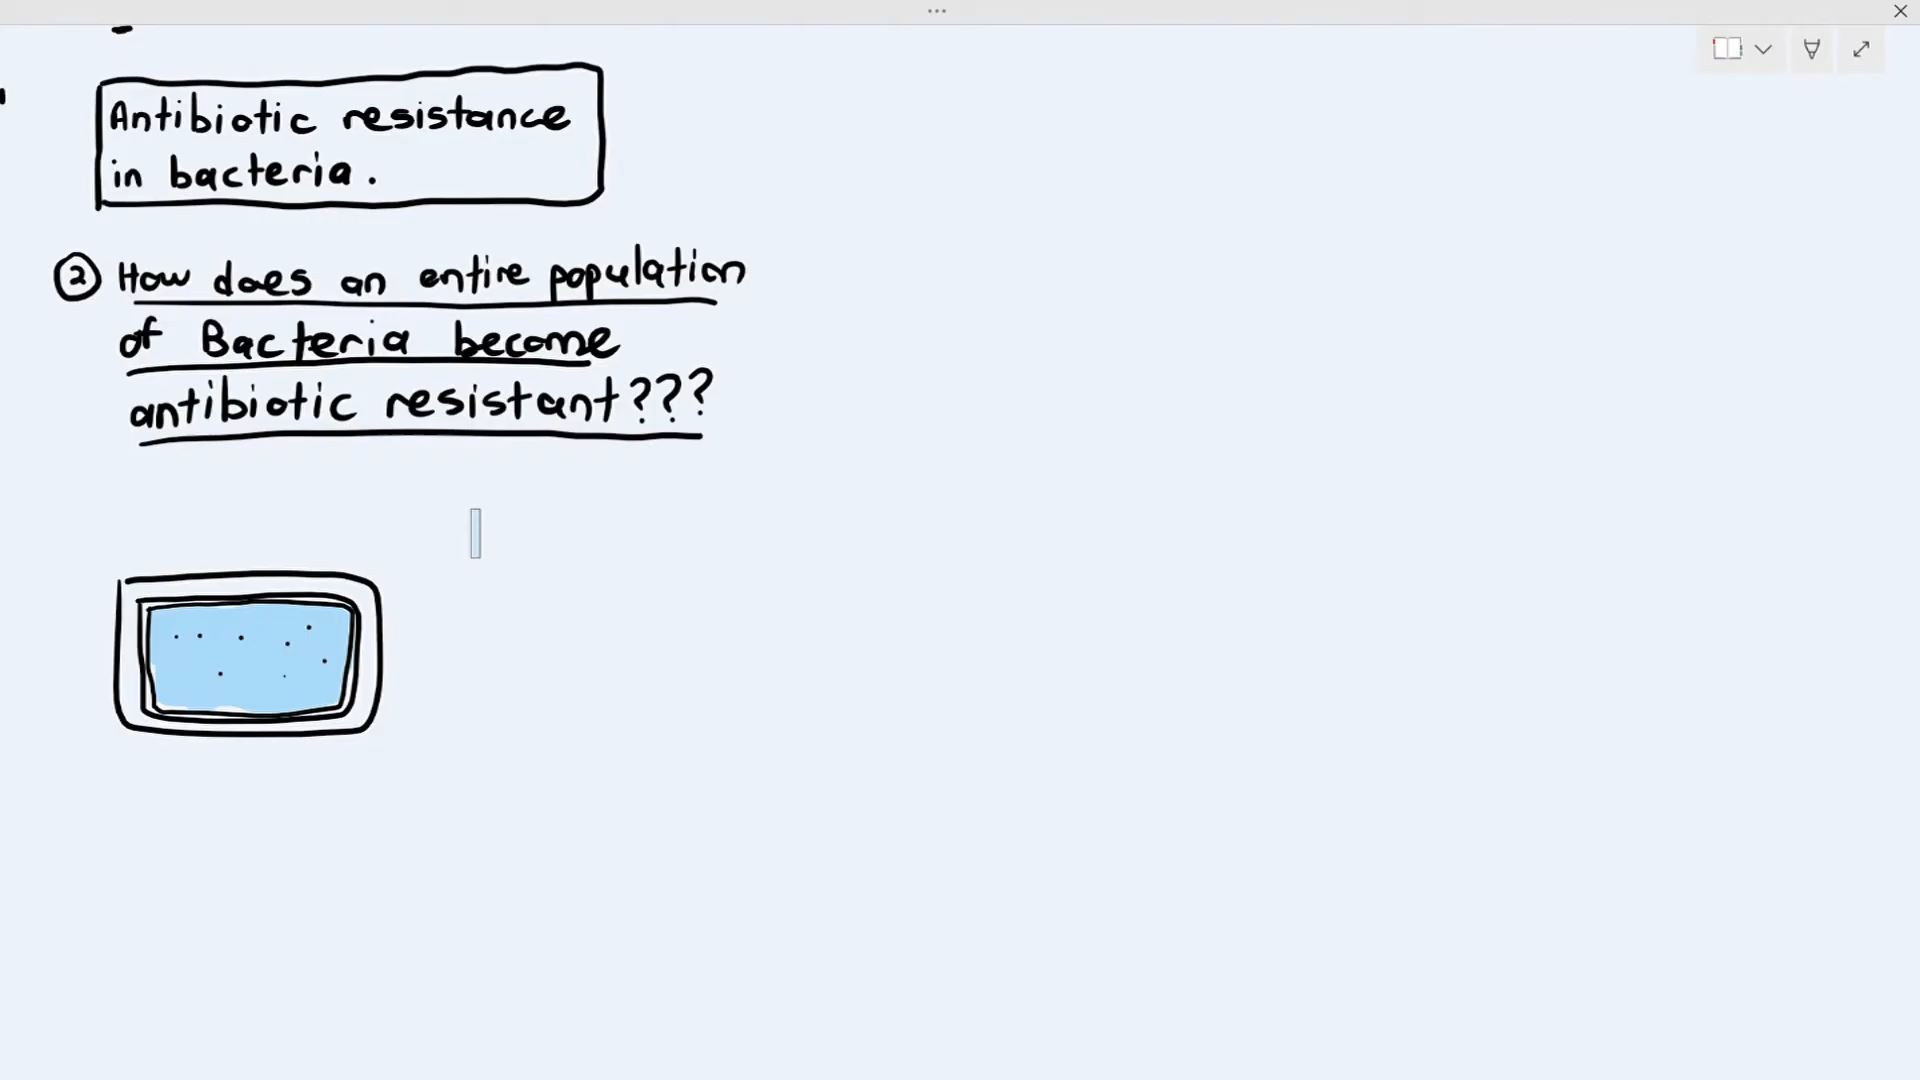 Antibiotic resistance
in bacteria.
② How does an entire population
of Bacteria become
antibiotic resistant???